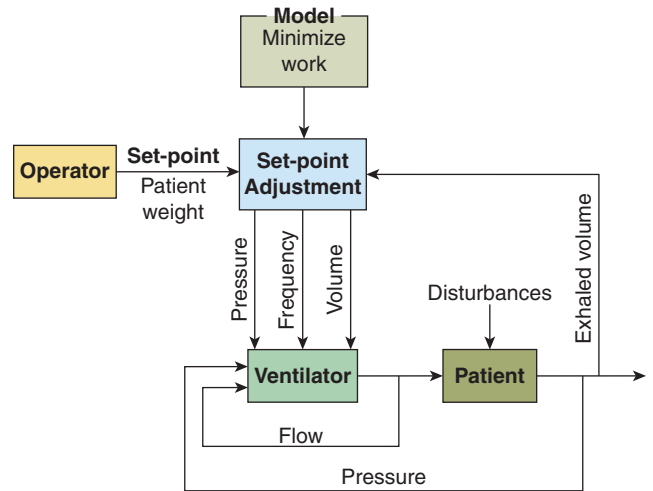 Model
Minimize
work
Operator
Set-point
Patient
weight
Set-point
Adjustment
Pressure
Frequency
Volume
Exhaled volume
Disturbances
Ventilator
Patient
Flow
Pressure